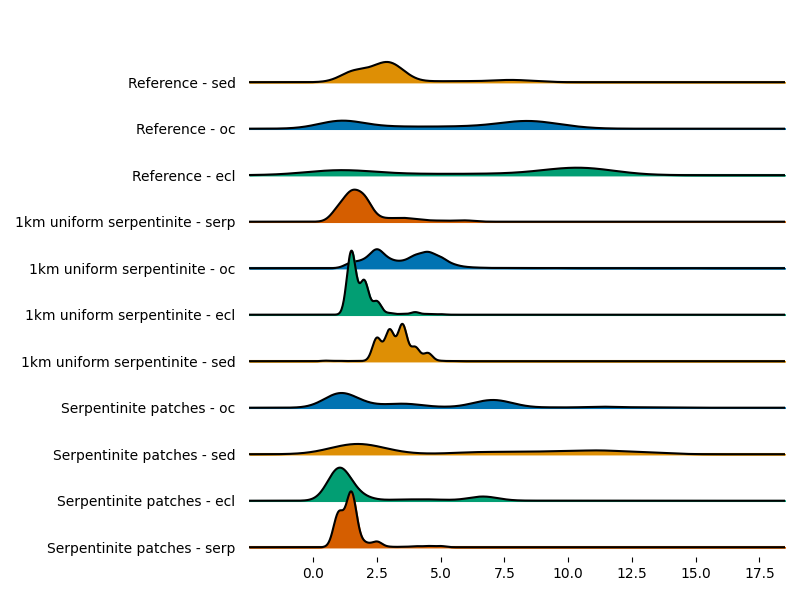 Reference - sed
Reference - oc
Reference - ecl
1km uniform serpentinite - serp
1km uniform serpentinite - oc
1km uniform serpentinite - ecl
1km uniform serpentinite - sed
Serpentinite patches - oc
Serpentinite patches - sed
Serpentinite patches - ecl
Serpentinite patches - serp
0.0 2.5 5.0 7.5 10.0 12.5 15.0 17.5